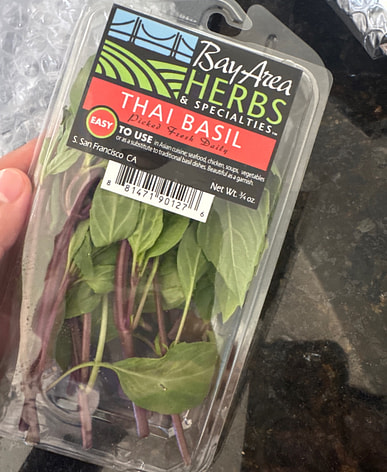 Bay Area
HERBS
& SPECIALTIES™
THAI BASIL
Picked Fresh Daily
EASY TO USE in Asian cuisine, seafood, chicken, soups, vegetables
or as a substitute to traditional basil dishes. Beautiful as a garnish.
S. San Francisco CA
Net Wt. ¾ oz.
8 81471 90127 6